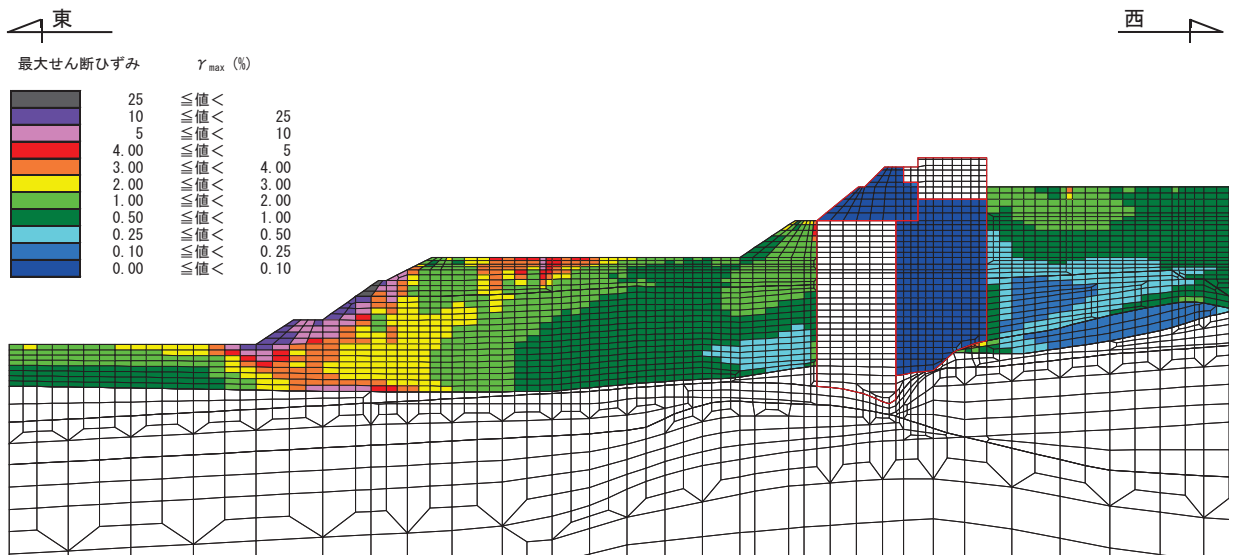 東
西
最大せん断ひずみ γmax (%)
25 ≦値<
10 ≦値< 25
5 ≦値< 10
4.00 ≦値< 5
3.00 ≦値< 4.00
2.00 ≦値< 3.00
1.00 ≦値< 2.00
0.50 ≦値< 1.00
0.25 ≦値< 0.50
0.10 ≦値< 0.25
0.00 ≦値< 0.10